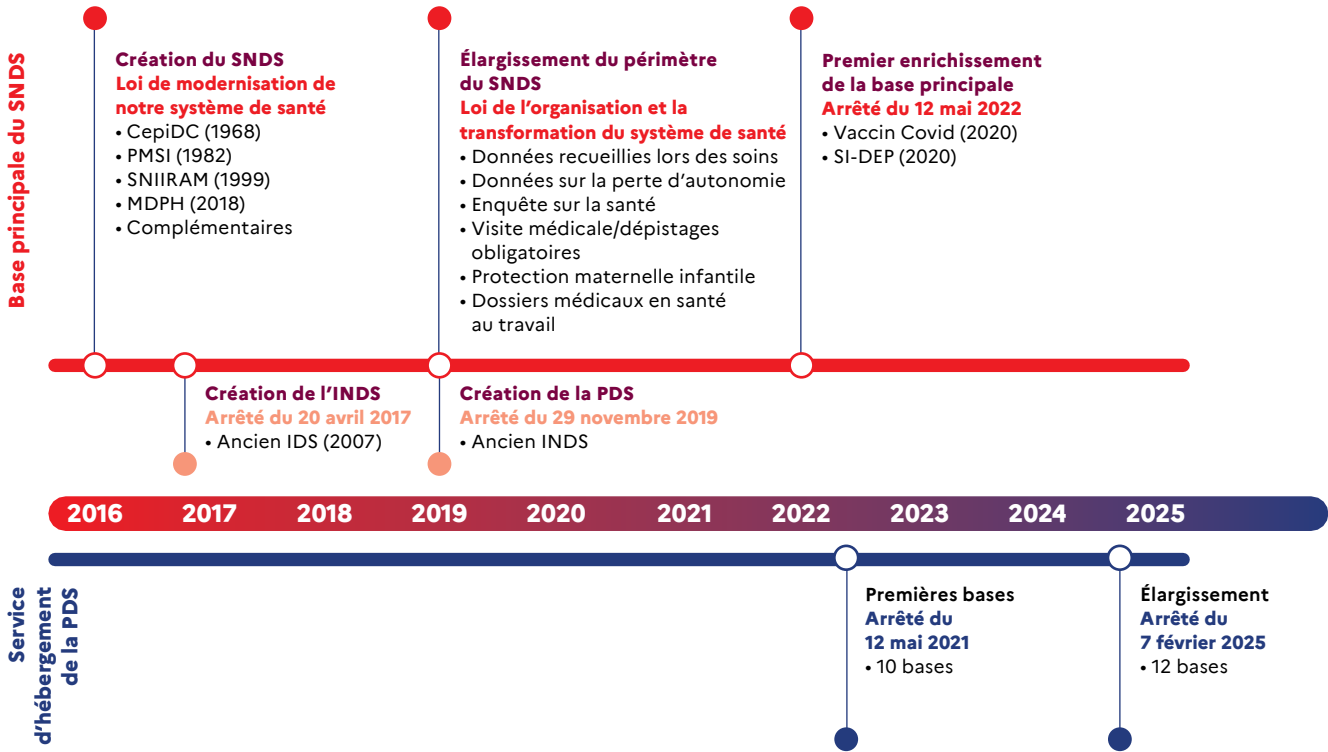 Base principale du SNDS
Création du SNDS
Loi de modernisation de
notre système de santé
• CepiDC (1968)
• PMSI (1982)
• SNIIRAM (1999)
• MDPH (2018)
• Complémentaires
Élargissement du périmètre
du SNDS
Loi de l’organisation et la
transformation du système de santé
• Données recueillies lors des soins
• Données sur la perte d’autonomie
• Enquête sur la santé
• Visite médicale/dépistages
obligatoires
• Protection maternelle infantile
• Dossiers médicaux en santé
au travail
Premier enrichissement
de la base principale
Arrêté du 12 mai 2022
• Vaccin Covid (2020)
• SI-DEP (2020)
Création de l’INDS
Arrêté du 20 avril 2017
• Ancien IDS (2007)
Création de la PDS
Arrêté du 29 novembre 2019
• Ancien INDS
2016 2017 2018 2019 2020 2021 2022 2023 2024 2025
Service
d’hébergement
de la PDS
Premières bases
Arrêté du
12 mai 2021
• 10 bases
Élargissement
Arrêté du
7 février 2025
• 12 bases